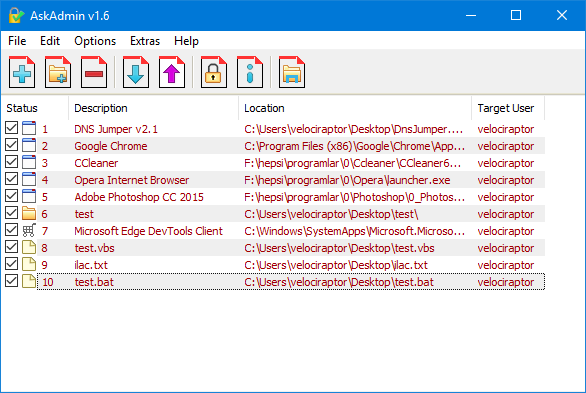 AskAdmin v1.6
File Edit Options Extras Help
Status Description Location Target User
1 DNS Jumper v2.1 C:\Users\velociraptor\Desktop\DnsJumper.... velociraptor
2 Google Chrome C:\Program Files (x86)\Google\Chrome\App... velociraptor
3 CCleaner F:\hepsi\programlar\0\Ccleaner\CCleaner6... velociraptor
4 Opera Internet Browser F:\hepsi\programlar\0\Opera\launcher.exe velociraptor
5 Adobe Photoshop CC 2015 F:\hepsi\programlar\0\Photoshop\0_Photos... velociraptor
6 test C:\Users\velociraptor\Desktop\test\ velociraptor
7 Microsoft Edge DevTools Client C:\Windows\SystemApps\Microsoft.Microso... velociraptor
8 test.vbs C:\Users\velociraptor\Desktop\test.vbs velociraptor
9 ilac.txt C:\Users\velociraptor\Desktop\ilac.txt velociraptor
10 test.bat C:\Users\velociraptor\Desktop\test.bat velociraptor